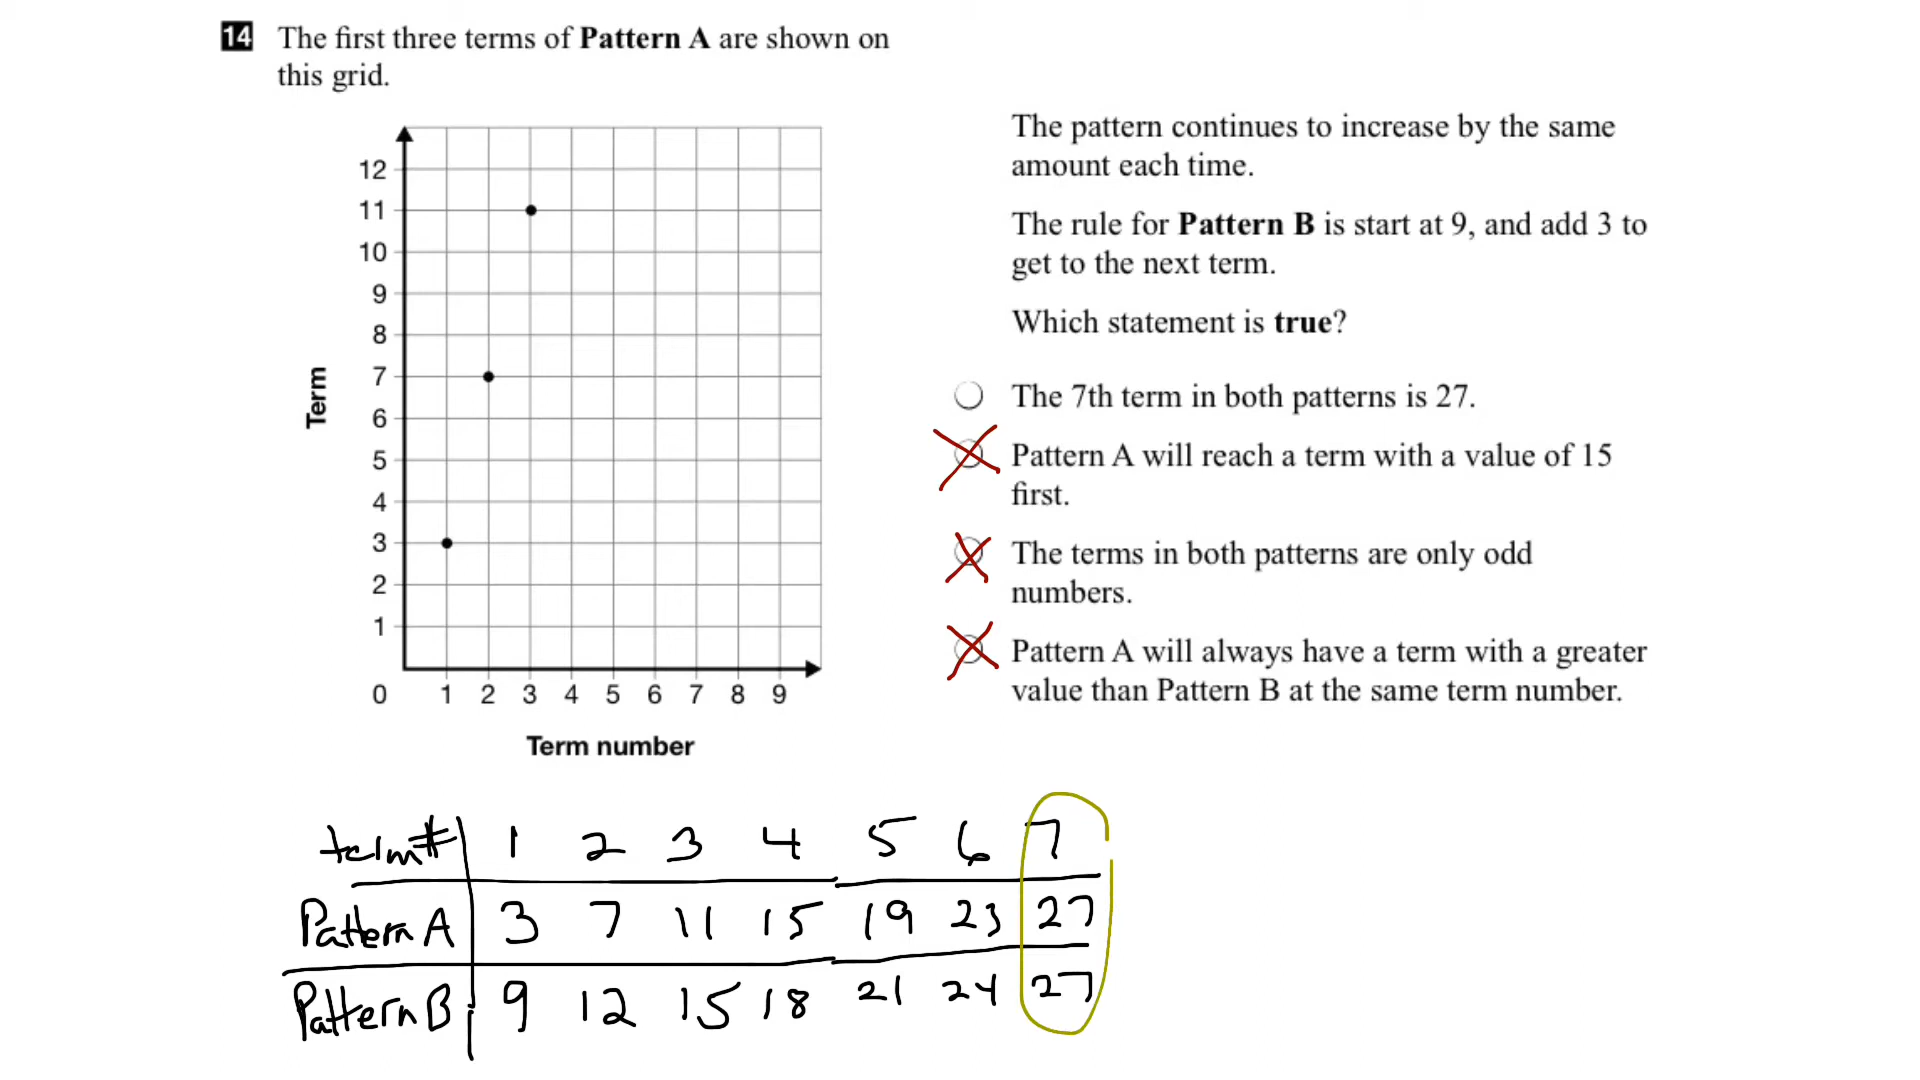 14 The first three terms of Pattern A are shown on
this grid.
12
11
10
9
8
7
6
5
4
3
2
1
0 1 2 3 4 5 6 7 8 9
Term
Term number
The pattern continues to increase by the same
amount each time.
The rule for Pattern B is start at 9, and add 3 to
get to the next term.
Which statement is true?
The 7th term in both patterns is 27.
Pattern A will reach a term with a value of 15
first.
The terms in both patterns are only odd
numbers.
Pattern A will always have a term with a greater
value than Pattern B at the same term number.
term# 1 2 3 4 5 6 7
Pattern A 3 7 11 15 19 23 27
Pattern B 9 12 15 18 21 24 27